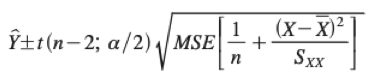 Ŷ±t(n−2; α/2)√MSE[1/n + (X−X̄)²/S_XX]